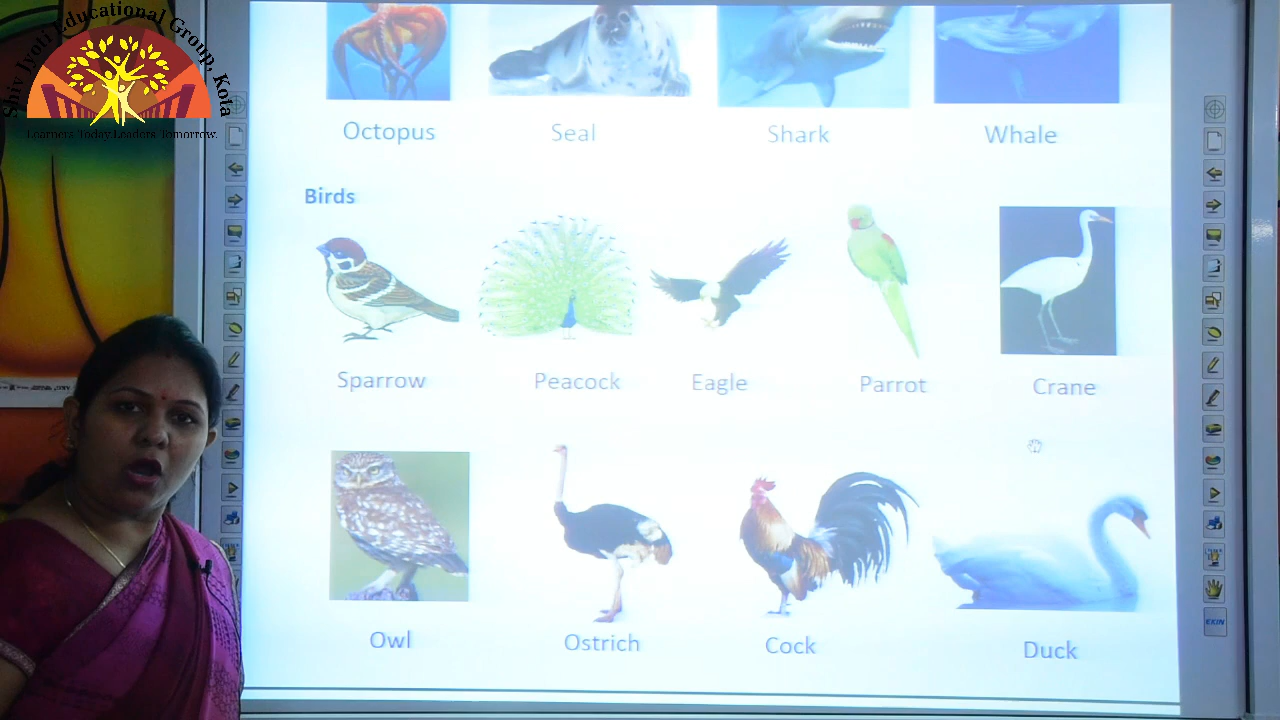 Shiv Jyoti Educational Group, Kota
Learners Today Leaders Tomorrow.
Octopus Seal Shark Whale
Birds
Sparrow Peacock Eagle Parrot Crane
Owl Ostrich Cock Duck
EKIN